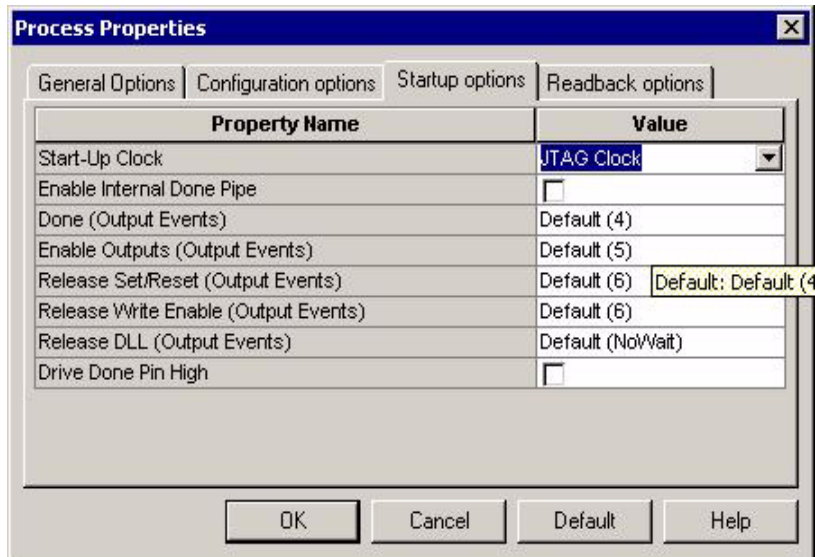 Process Properties
General Options Configuration options Startup options Readback options
Property Name Value
Start-Up Clock JTAG Clock
Enable Internal Done Pipe
Done (Output Events) Default (4)
Enable Outputs (Output Events) Default (5)
Release Set/Reset (Output Events) Default (6) Default: Default (4
Release Write Enable (Output Events) Default (6)
Release DLL (Output Events) Default (NoWait)
Drive Done Pin High
OK Cancel Default Help